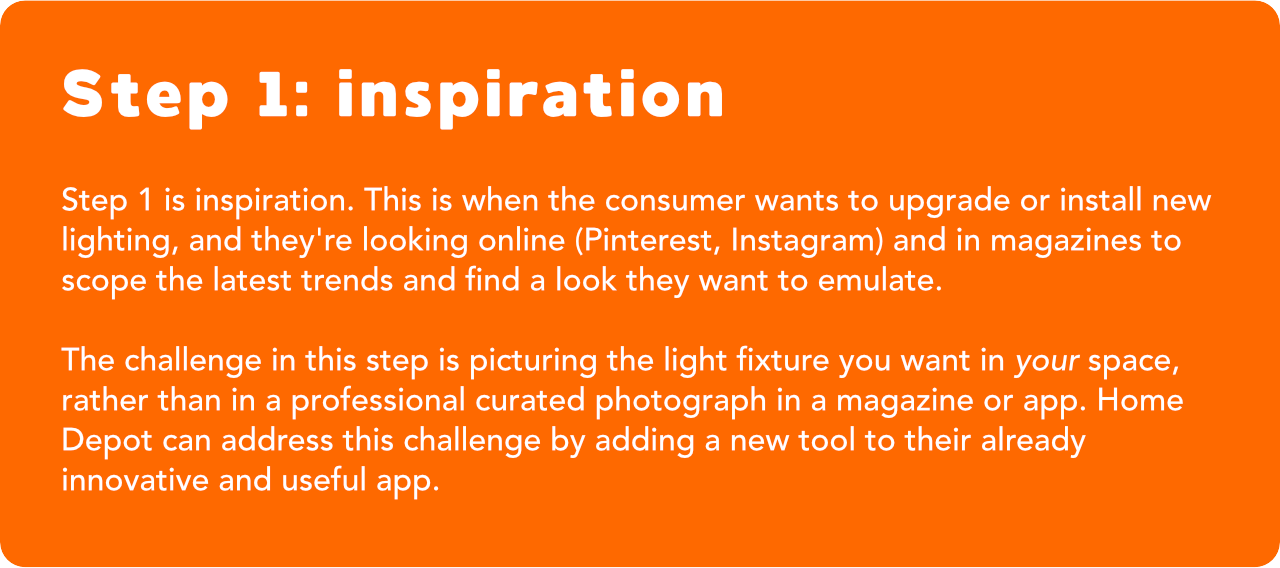 Step 1: inspiration
Step 1 is inspiration. This is when the consumer wants to upgrade or install new
lighting, and they're looking online (Pinterest, Instagram) and in magazines to
scope the latest trends and find a look they want to emulate.
The challenge in this step is picturing the light fixture you want in your space,
rather than in a professional curated photograph in a magazine or app. Home
Depot can address this challenge by adding a new tool to their already
innovative and useful app.